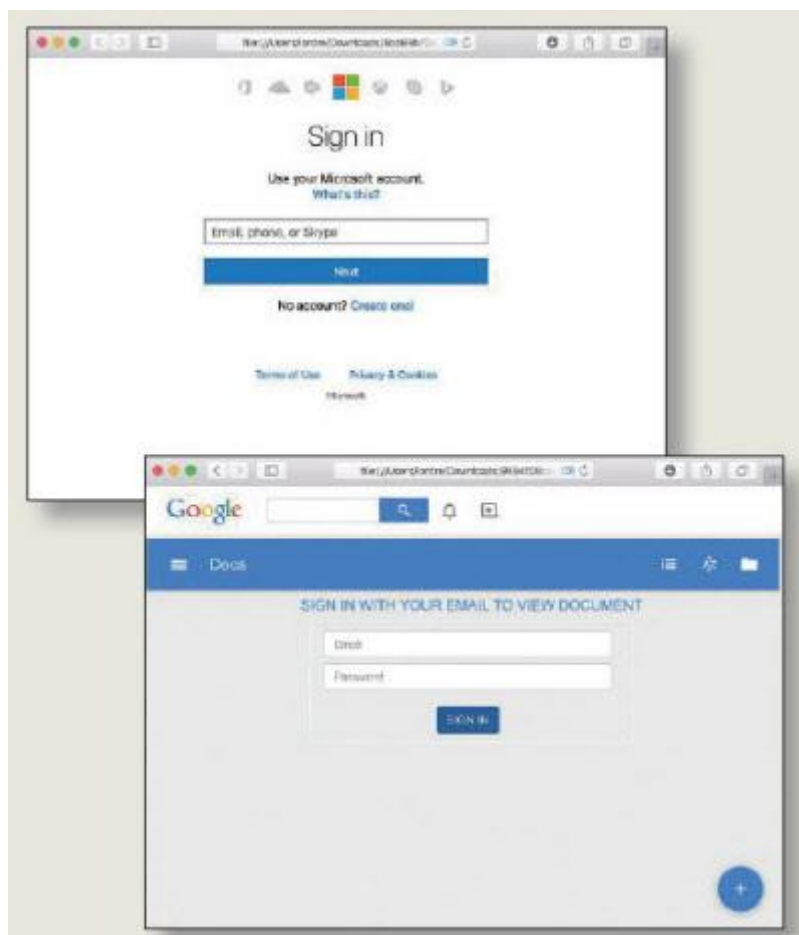 Sign in
Use your Microsoft account.
What's this?
Email, phone, or Skype
Next
No account? Create one!
Terms of Use Privacy & Cookies
Microsoft
Google
Docs
SIGN IN WITH YOUR EMAIL TO VIEW DOCUMENT
Email
Password
SIGN IN